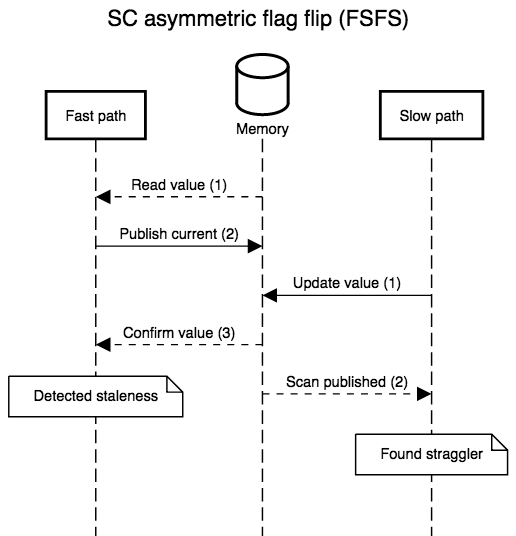 SC asymmetric flag flip (FSFS)
Fast path
Memory
Slow path
Read value (1)
Publish current (2)
Update value (1)
Confirm value (3)
Scan published (2)
Detected staleness
Found straggler